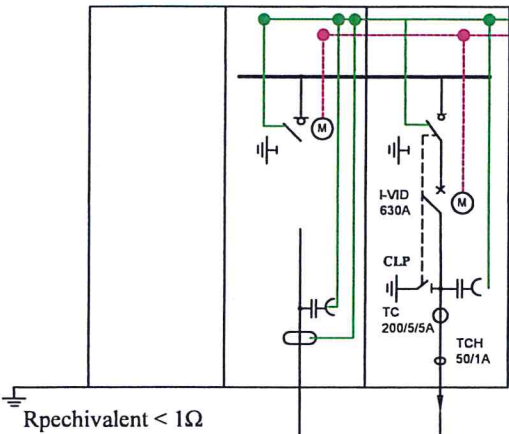 M
I-VID
630A
M
CLP
TC
200/5/5A
TCH
50/1A
Rpechivalent < 1Ω